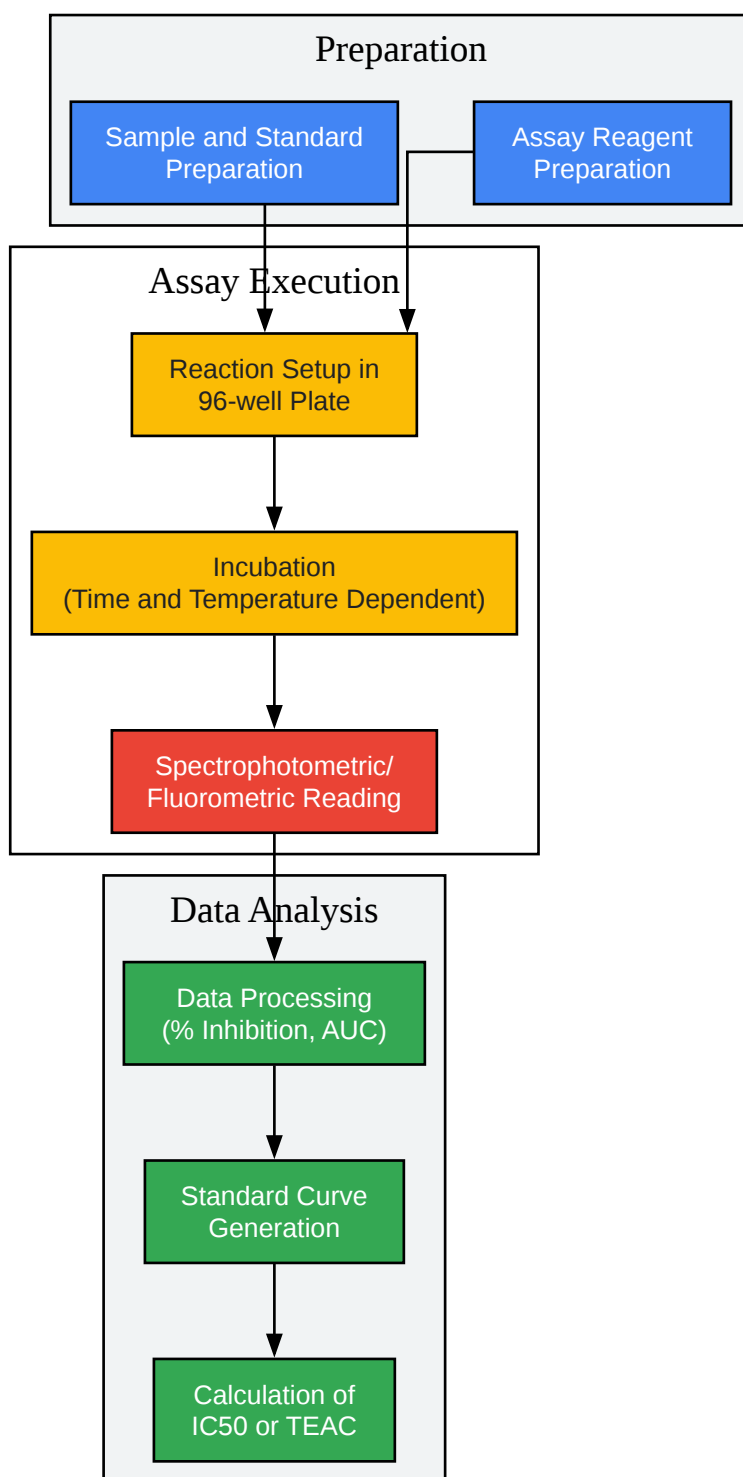 Preparation
Sample and Standard
Preparation
Assay Reagent
Preparation
Assay Execution
Reaction Setup in
96-well Plate
Incubation
(Time and Temperature Dependent)
Spectrophotometric/
Fluorometric Reading
Data Analysis
Data Processing
(% Inhibition, AUC)
Standard Curve
Generation
Calculation of
IC50 or TEAC